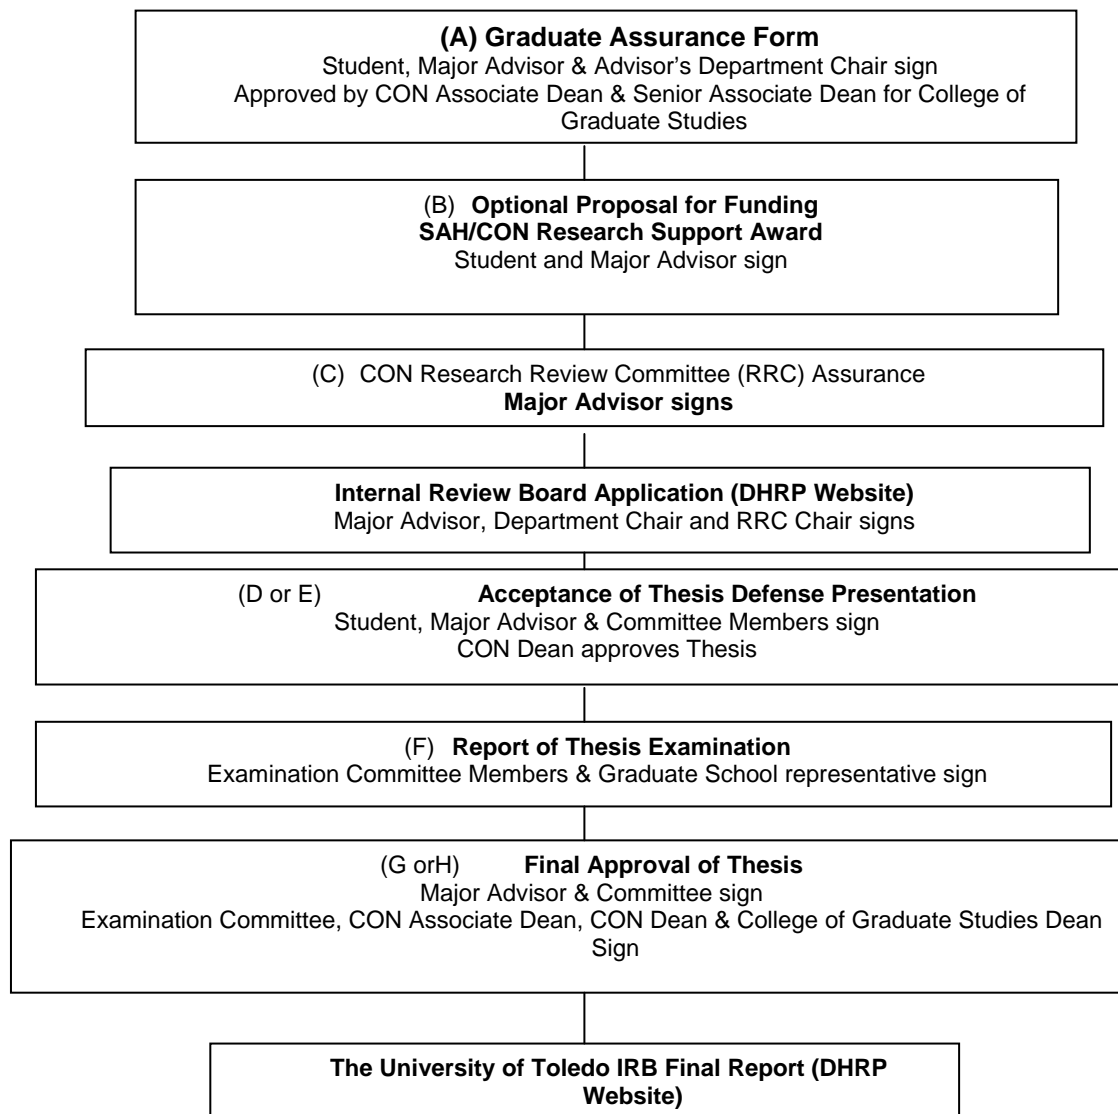 (A) Graduate Assurance Form
Student, Major Advisor & Advisor’s Department Chair sign
Approved by CON Associate Dean & Senior Associate Dean for College of
Graduate Studies
(B) Optional Proposal for Funding
SAH/CON Research Support Award
Student and Major Advisor sign
(C) CON Research Review Committee (RRC) Assurance
Major Advisor signs
Internal Review Board Application (DHRP Website)
Major Advisor, Department Chair and RRC Chair signs
(D or E) Acceptance of Thesis Defense Presentation
Student, Major Advisor & Committee Members sign
CON Dean approves Thesis
(F) Report of Thesis Examination
Examination Committee Members & Graduate School representative sign
(G orH) Final Approval of Thesis
Major Advisor & Committee sign
Examination Committee, CON Associate Dean, CON Dean & College of Graduate Studies Dean
Sign
The University of Toledo IRB Final Report (DHRP
Website)